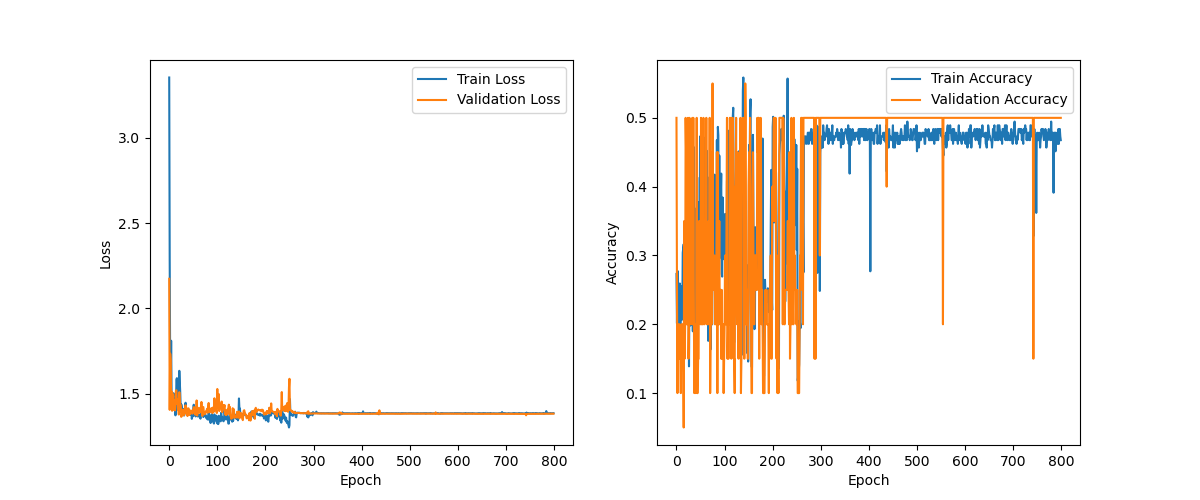 Train Loss
Validation Loss
3.0
2.5
2.0
1.5
Loss
0 100 200 300 400 500 600 700 800
Epoch
Train Accuracy
Validation Accuracy
0.5
0.4
0.3
0.2
0.1
Accuracy
0 100 200 300 400 500 600 700 800
Epoch